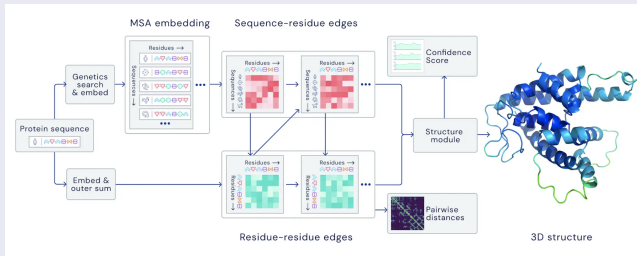 MSA embedding
Sequence-residue edges
Residues →
Sequences →
•••
•••
Residues →
Sequences →
Residues →
Sequences →
•••
Confidence
Score
Genetics
search
& embed
Protein sequence
Embed &
outer sum
Structure
module
Residues →
Residues →
Residues →
Residues →
•••
Pairwise
distances
Residue-residue edges
3D structure